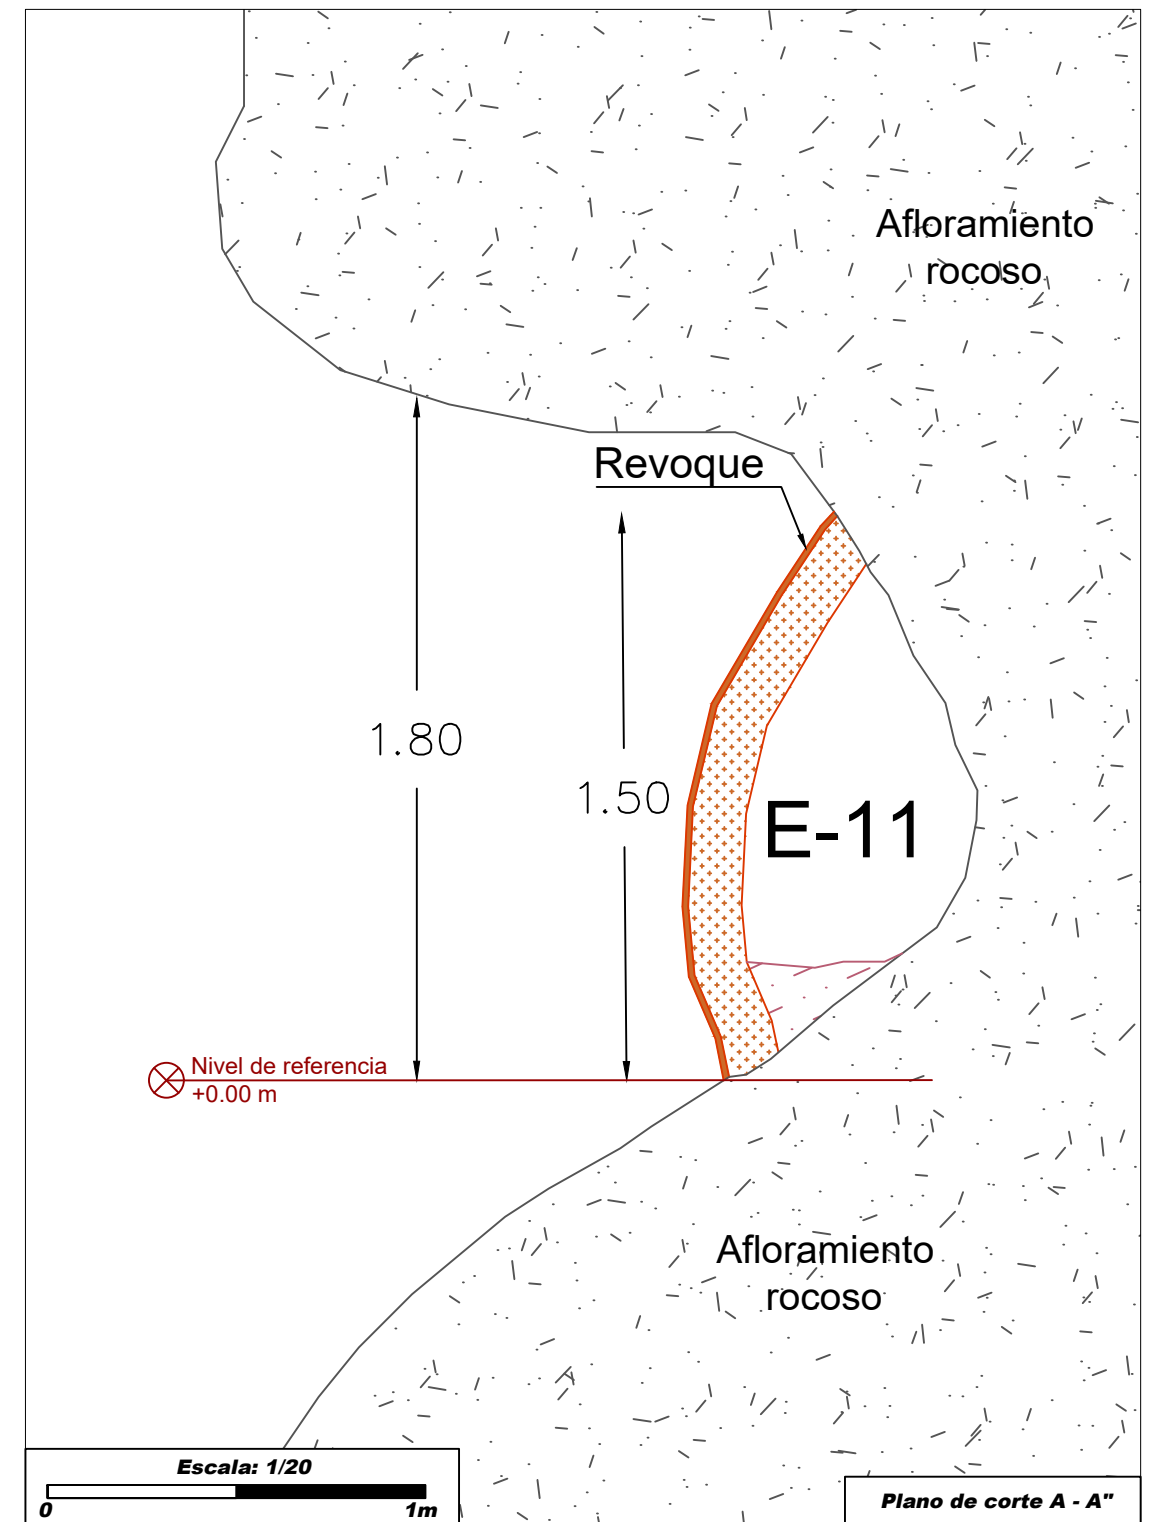 Afloramiento
rocoso
Revoque
1.80
1.50
E-11
Nivel de referencia
+0.00 m
Afloramiento
rocoso
Escala: 1/20
0 1m
Plano de corte A - A"